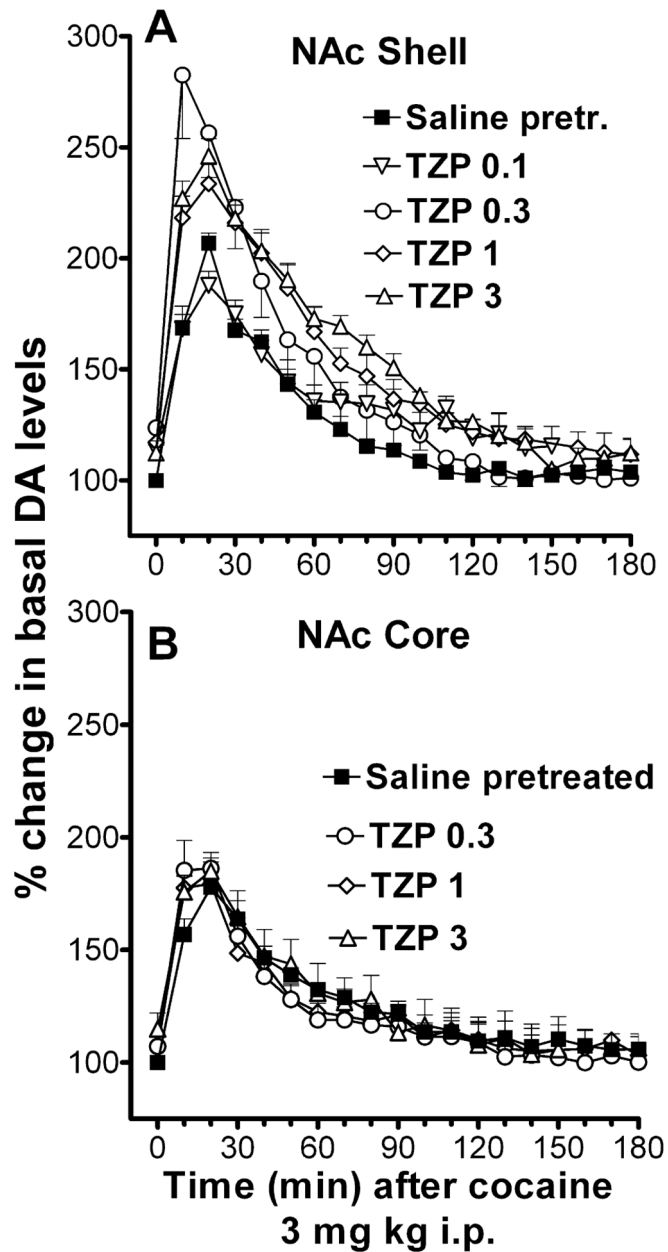 A
NAc Shell
300
250
200
150
100
Saline pretr.
TZP 0.1
TZP 0.3
TZP 1
TZP 3
0 30 60 90 120 150 180
% change in basal DA levels
B
NAc Core
300
250
200
150
100
Saline pretreated
TZP 0.3
TZP 1
TZP 3
0 30 60 90 120 150 180
Time (min) after cocaine
3 mg kg i.p.